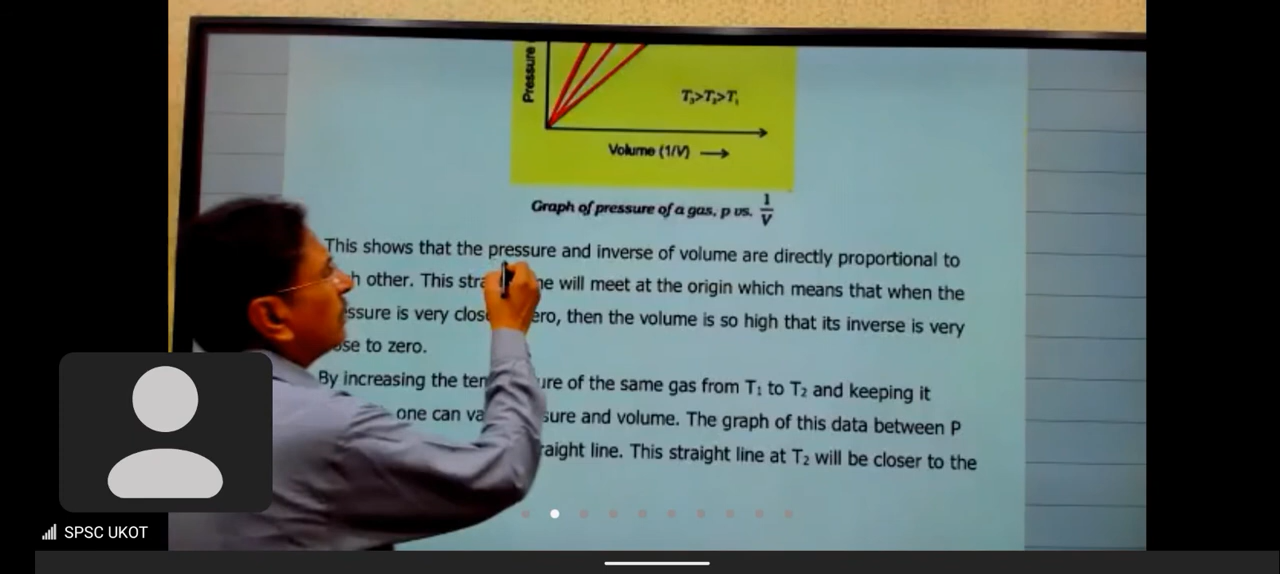 Pressure
T₃>T₂>T₁
Volume (1/V)
Graph of pressure of a gas, p vs. 1/V
This shows that the pressure and inverse of volume are directly proportional to
h other. This stra ne will meet at the origin which means that when the
ssure is very clos ero, then the volume is so high that its inverse is very
ose to zero.
By increasing the ten ure of the same gas from T₁ to T₂ and keeping it
one can va sure and volume. The graph of this data between P
raight line. This straight line at T₂ will be closer to the
SPSC UKOT